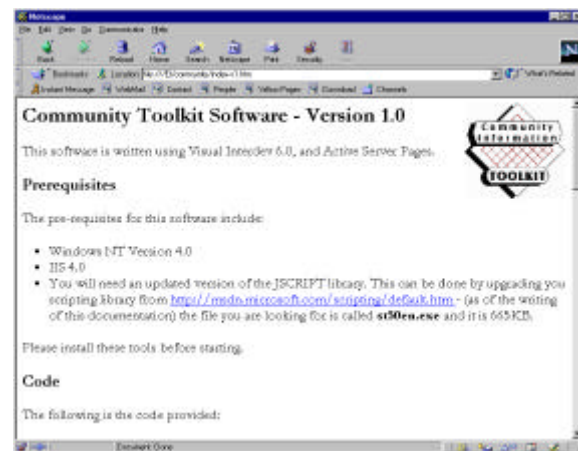 Netscape
File Edit View Go Communicator Help
Back Reload Home Search Netscape Print Security
Bookmarks Location
What's Related
Instant Message WebMail Contact People Yellow Pages Download Channels
Community Toolkit Software - Version 1.0
Community
Information
TOOLKIT
This software is written using Visual Interdev 6.0, and Active Server Pages.
Prerequisites
The pre-requisites for this software include:
• Windows NT Version 4.0
• IIS 4.0
• You will need an updated version of the JSCRIPT library. This can be done by upgrading you
scripting library from http://msdn.microsoft.com/scripting/default.htm - (as of the writing
of this documentation) the file you are looking for is called st50en.exe and it is 665KB.
Please install these tools before starting.
Code
The following is the code provided:
Document: Done